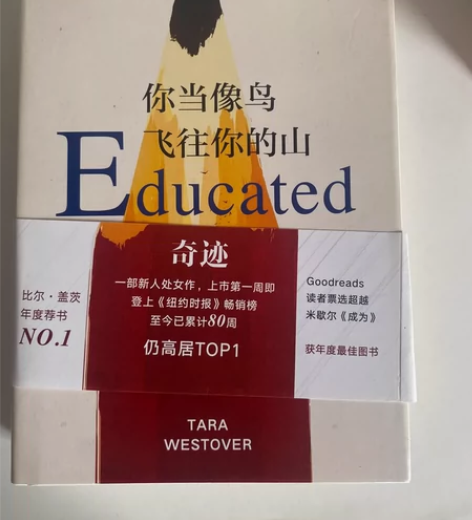 你当像鸟
飞往你的山
Educated
奇迹
一部新人处女作，上市第一周即
登上《纽约时报》畅销榜
至今已累计80周
仍高居TOP1
比尔·盖茨
年度荐书
NO.1
Goodreads
读者票选超越
米歇尔《成为》
获年度最佳图书
TARA
WESTOVER